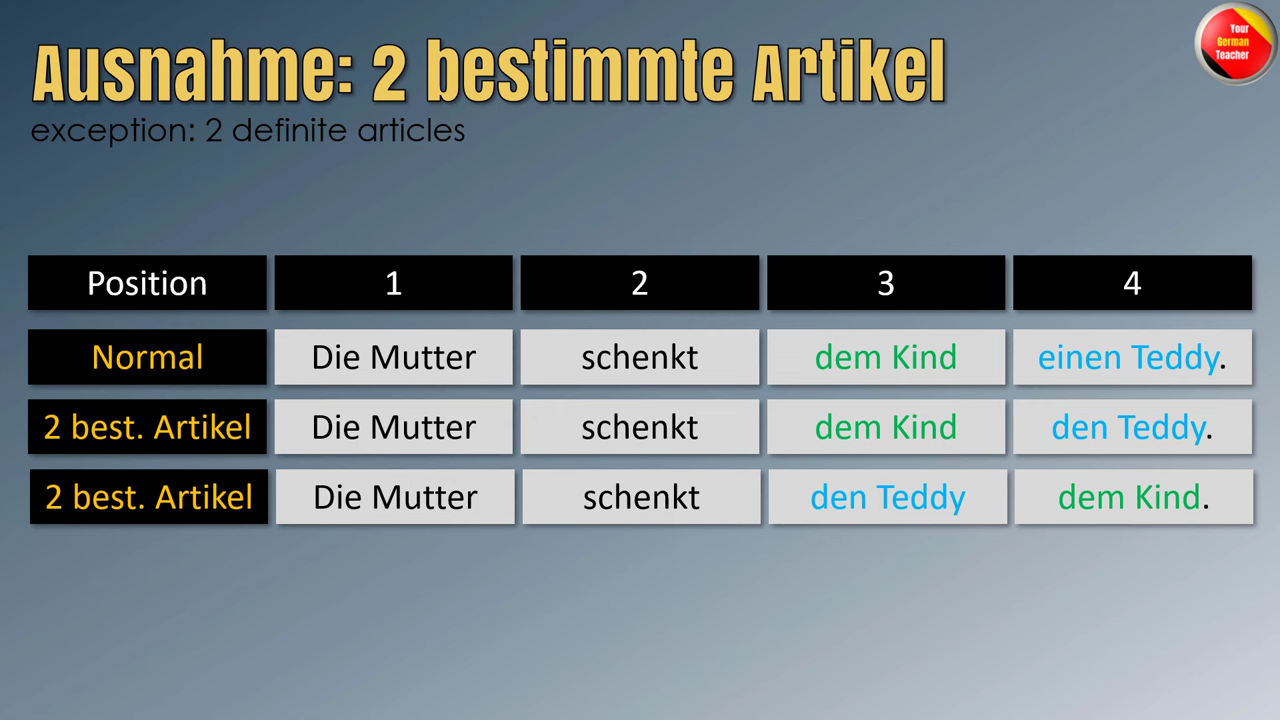 Ausnahme: 2 bestimmte Artikel
exception: 2 definite articles
Your
German
Teacher
Position 1 2 3 4
Normal Die Mutter schenkt dem Kind einen Teddy.
2 best. Artikel Die Mutter schenkt dem Kind den Teddy.
2 best. Artikel Die Mutter schenkt den Teddy dem Kind.